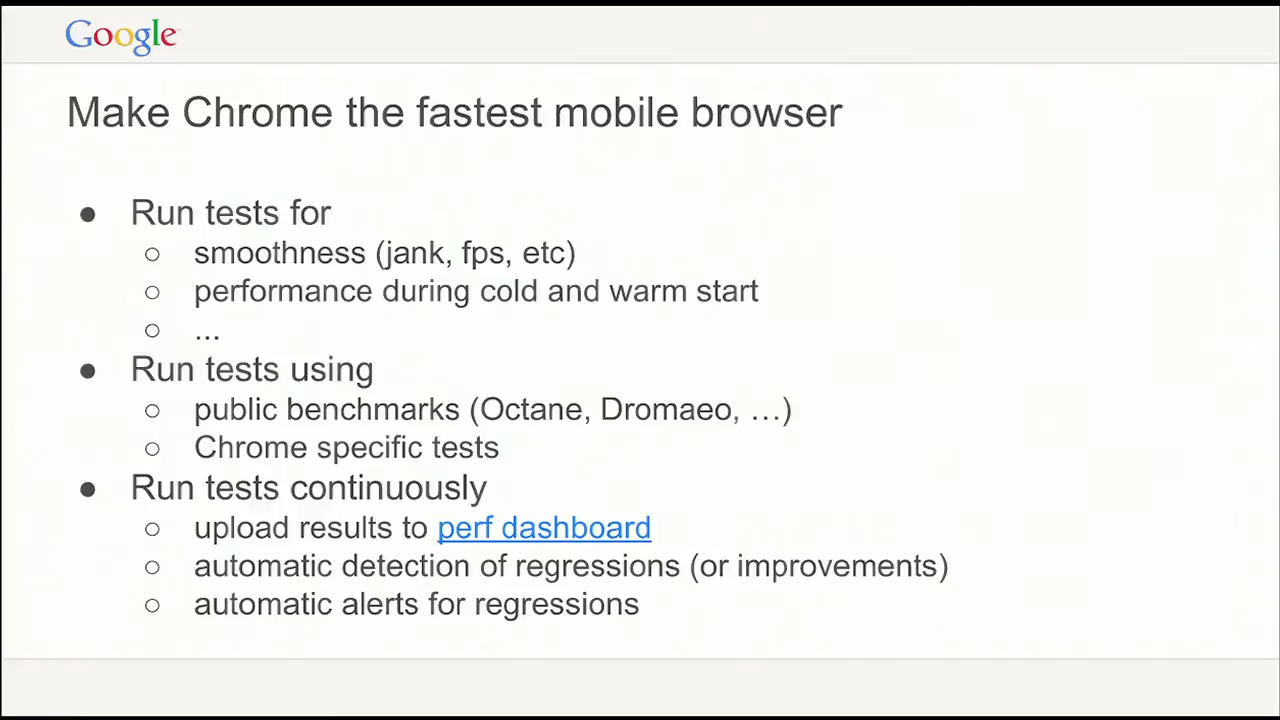 Google
Make Chrome the fastest mobile browser
● Run tests for
○ smoothness (jank, fps, etc)
○ performance during cold and warm start
○ ...
● Run tests using
○ public benchmarks (Octane, Dromaeo, …)
○ Chrome specific tests
● Run tests continuously
○ upload results to perf dashboard
○ automatic detection of regressions (or improvements)
○ automatic alerts for regressions